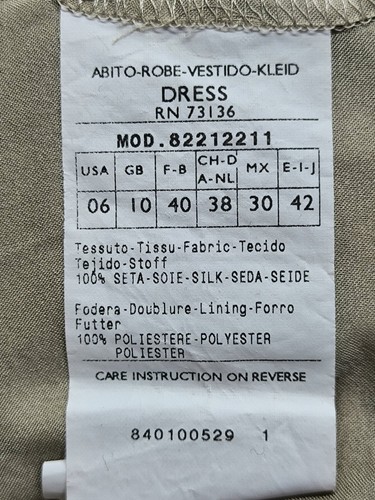 ABITO-ROBE-VESTIDO-KLEID
DRESS
RN 73136
MOD.82212211
USA GB F-B CH-D A-NL MX E-I-J
06 10 40 38 30 42
Tessuto-Tissu-Fabric-Tecido
Tejido-Stoff
100% SETA-SOIE-SILK-SEDA-SEIDE
Fodera-Doublure-Lining-Forro
Futter
100% POLIESTERE-POLYESTER
POLIESTER
CARE INSTRUCTION ON REVERSE
840100529 1